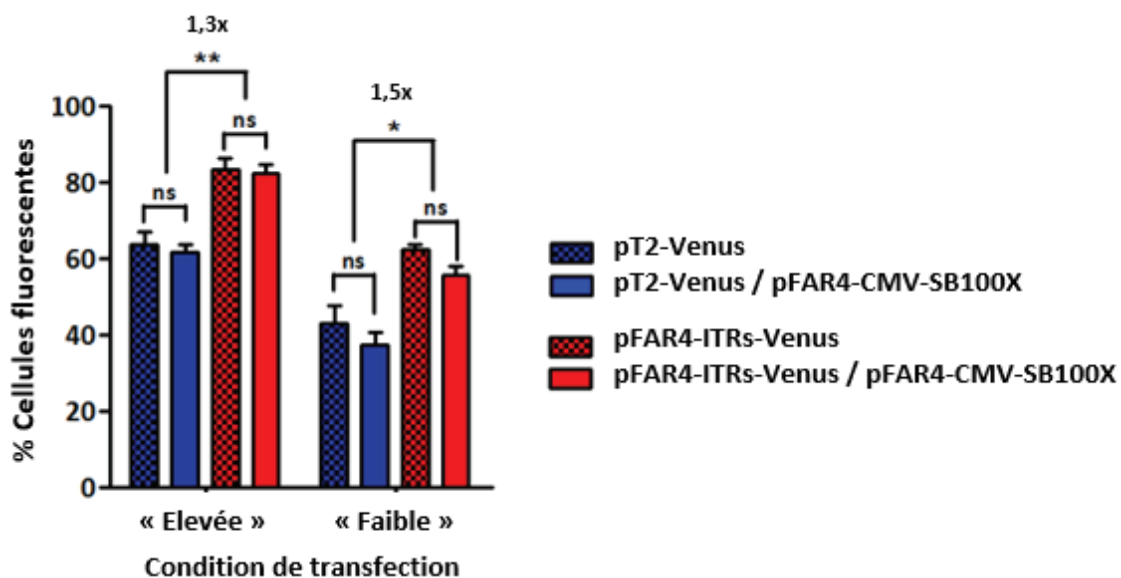 1,3x
**
1,5x
*
ns
ns
ns
ns
% Cellules fluorescentes
100
80
60
40
20
0
« Elevée »
« Faible »
Condition de transfection
pT2-Venus
pT2-Venus / pFAR4-CMV-SB100X
pFAR4-ITRs-Venus
pFAR4-ITRs-Venus / pFAR4-CMV-SB100X